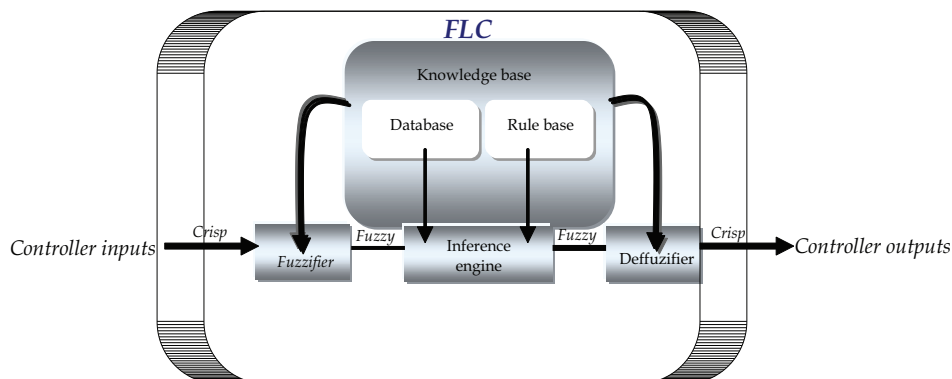 FLC
Knowledge base
Database
Rule base
Controller inputs
Crisp
Fuzzifier
Fuzzy
Inference
engine
Fuzzy
Deffuzifier
Crisp
Controller outputs